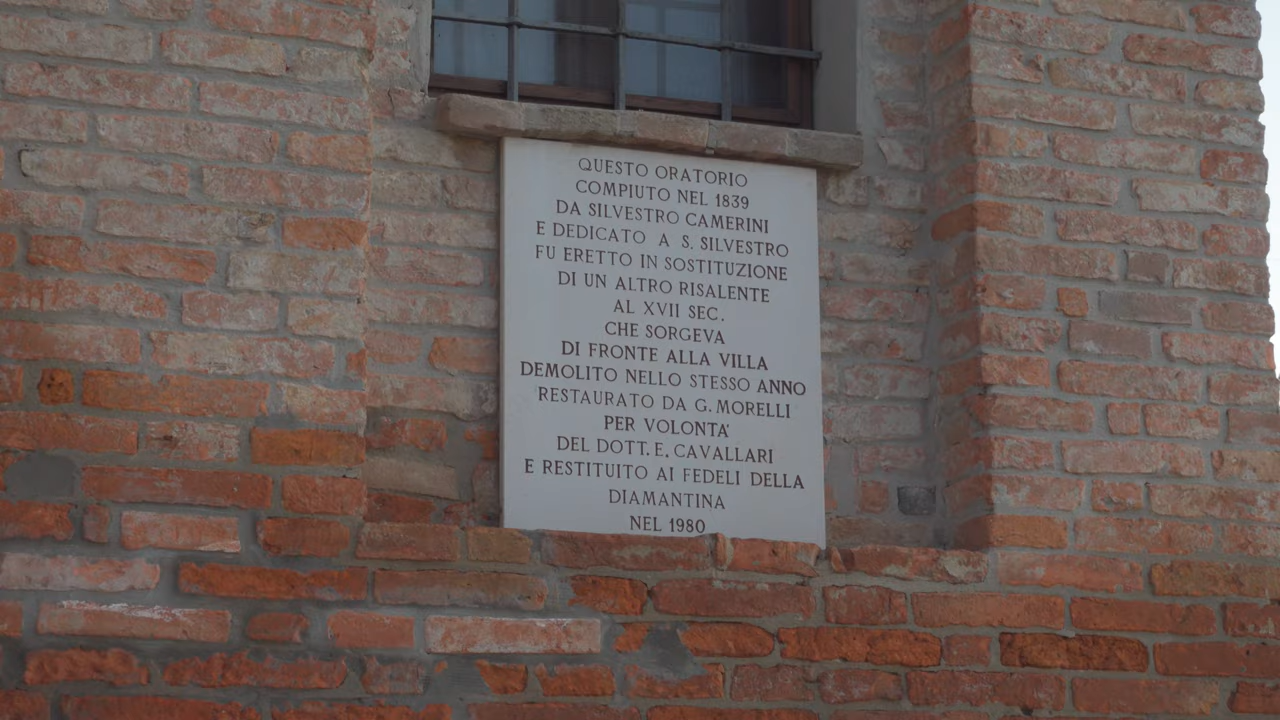 QUESTO ORATORIO
COMPIUTO NEL 1839
DA SILVESTRO CAMERINI
E DEDICATO A S. SILVESTRO
FU ERETTO IN SOSTITUZIONE
DI UN ALTRO RISALENTE
AL XVII SEC.
CHE SORGEVA
DI FRONTE ALLA VILLA
DEMOLITO NELLO STESSO ANNO
RESTAURATO DA G. MORELLI
PER VOLONTA'
DEL DOTT. E. CAVALLARI
E RESTITUITO AI FEDELI DELLA
DIAMANTINA
NEL 1980